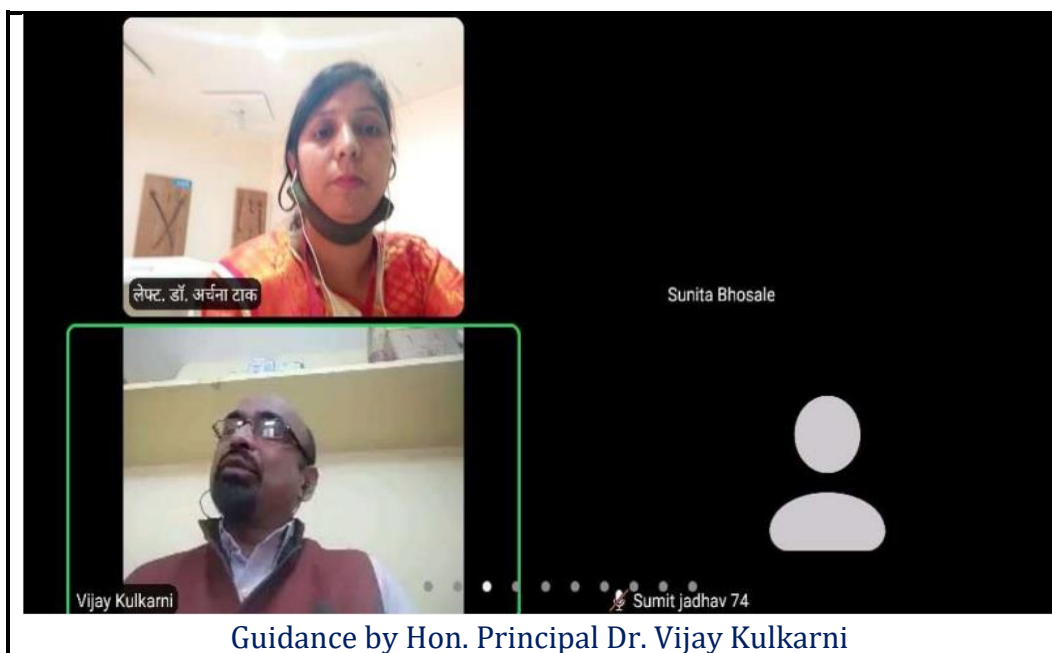 लेफ्ट. डॉ. अर्चना टाक
Sunita Bhosale
Vijay Kulkarni
Sumit jadhav 74
Guidance by Hon. Principal Dr. Vijay Kulkarni